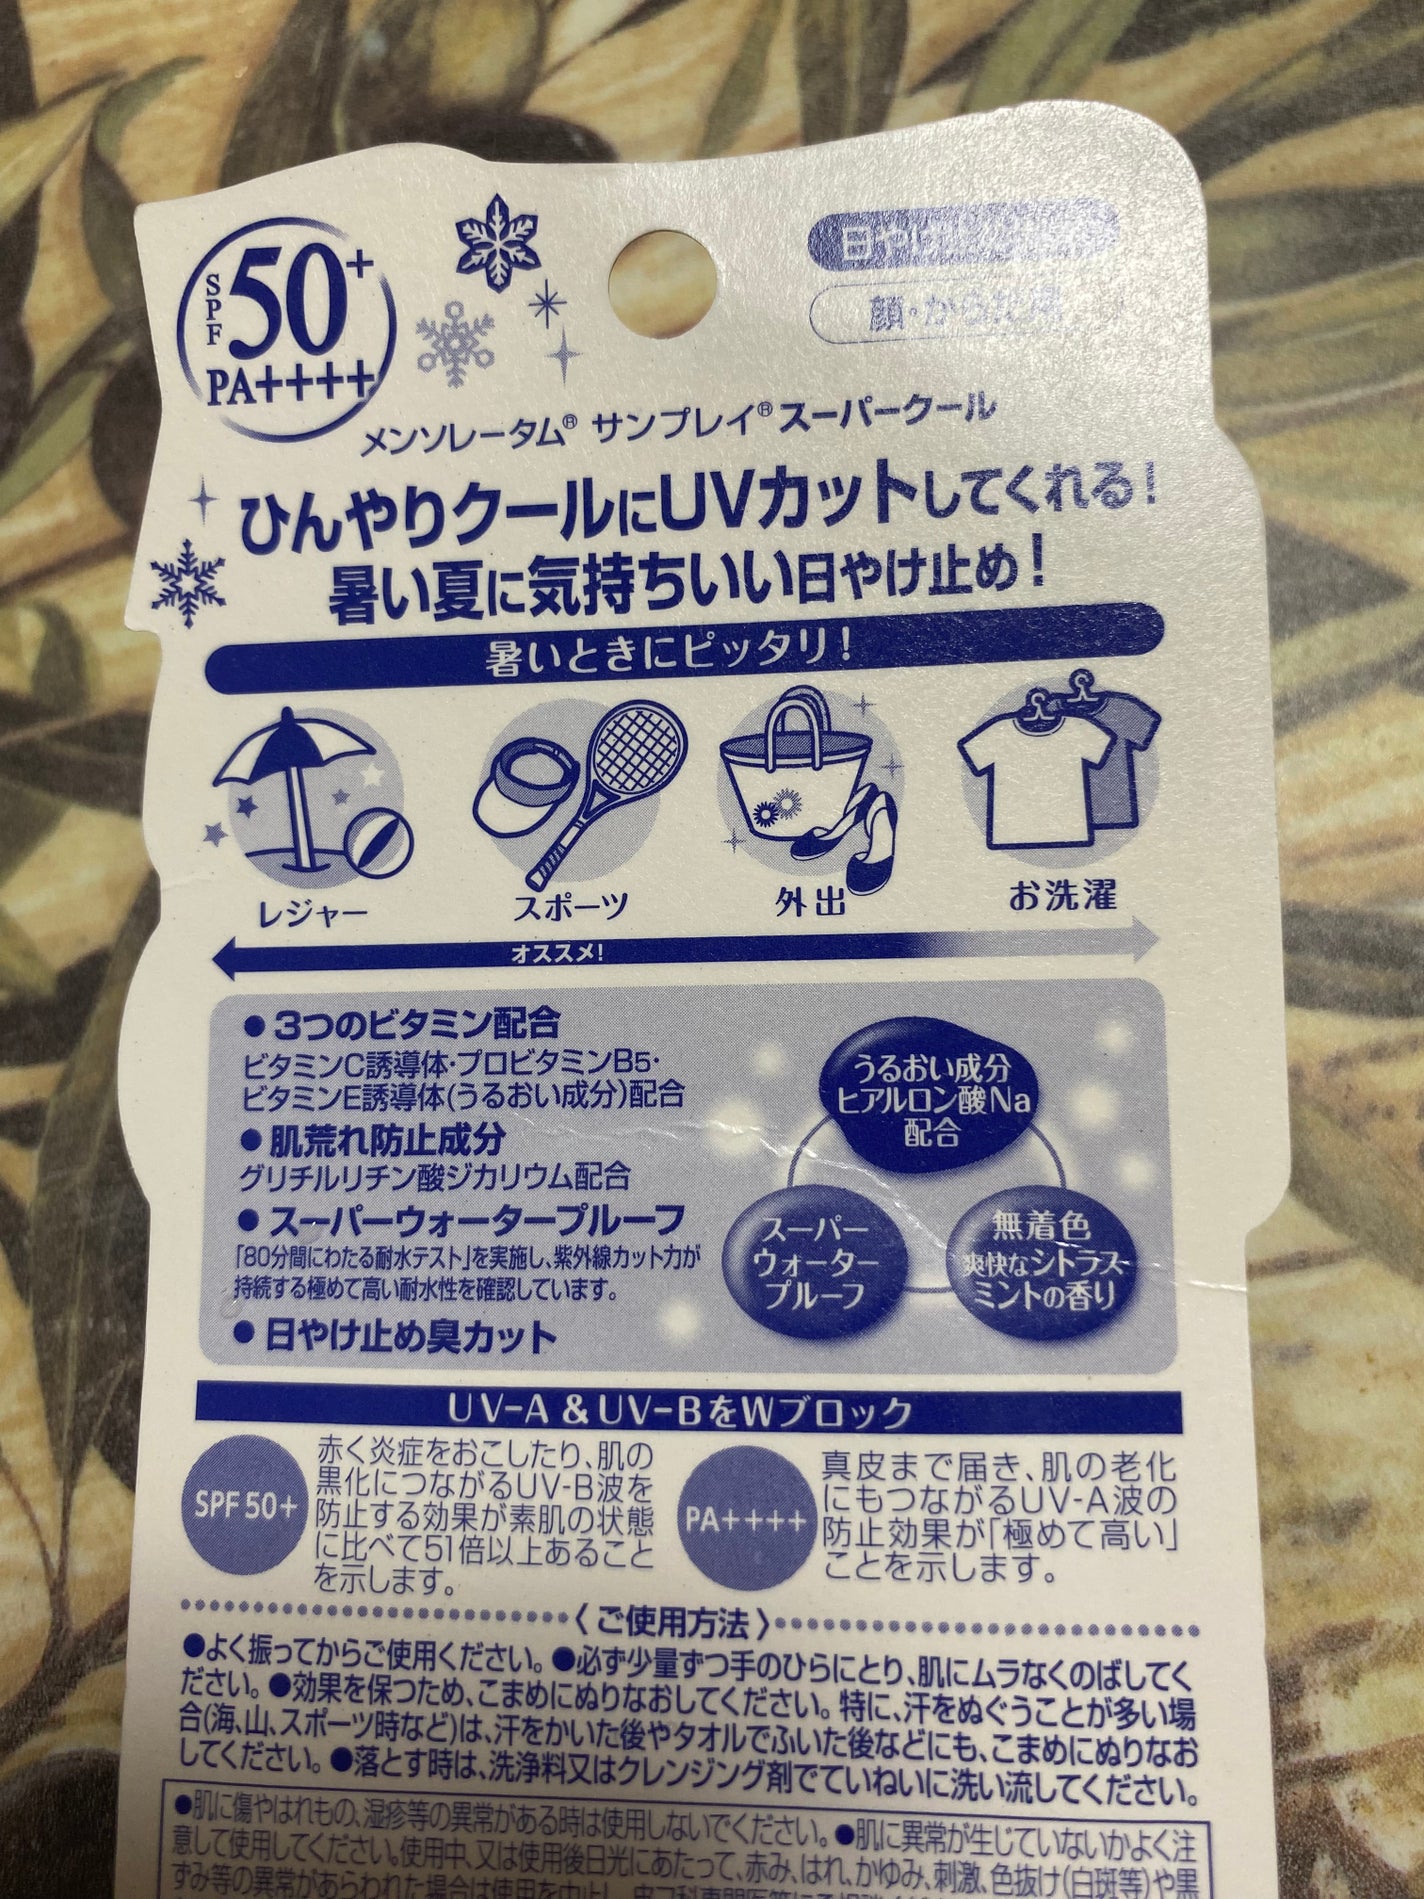 SPF 50+
PA++++
顔・からだ用
メンソレータム® サンプレイ® スーパークール
ひんやりクールにUVカットしてくれる!
暑い夏に気持ちいい日やけ止め!
暑いときにピッタリ!
レジャー
スポーツ
外出
お洗濯
オススメ!
●3つのビタミン配合
ビタミンC誘導体・プロビタミンB5・
ビタミンE誘導体(うるおい成分)配合
●肌荒れ防止成分
グリチルリチン酸ジカリウム配合
●スーパーウォータープルーフ
「80分間にわたる耐水テスト」を実施し、紫外線カット力が
持続する極めて高い耐水性を確認しています。
●日やけ止め臭カット
うるおい成分
ヒアルロン酸Na
配合
スーパー
ウォーター
プルーフ
無着色
爽快なシトラス
ミントの香り
UV-A&UV-BをWブロック
SPF50+
赤く炎症をおこしたり、肌の
黒化につながるUV-B波を
防止する効果が素肌の状態
に比べて51倍以上あること
を示します。
PA++++
真皮まで届き、肌の老化
にもつながるUV-A波の
防止効果が「極めて高い」
ことを示します。
〈ご使用方法〉
●よく振ってからご使用ください。●必ず少量ずつ手のひらにとり、肌にムラなくのばしてく
ださい。●効果を保つため、こまめにぬりなおしてください。特に、汗をぬぐうことが多い場
合(海、山、スポーツ時など)は、汗をかいた後やタオルでふいた後などにも、こまめにぬりなお
してください。●落とす時は、洗浄料又はクレンジング剤でていねいに洗い流してください。
●肌に傷やはれもの、湿疹等の異常がある時は使用しないでください。●肌に異常が生じていないかよく注
意して使用してください。使用中、又は使用後日光にあたって、赤み、はれ、かゆみ、刺激、色抜け(白斑等)や黒
ずみ等の異常があらわれた場合は使用を中止し、